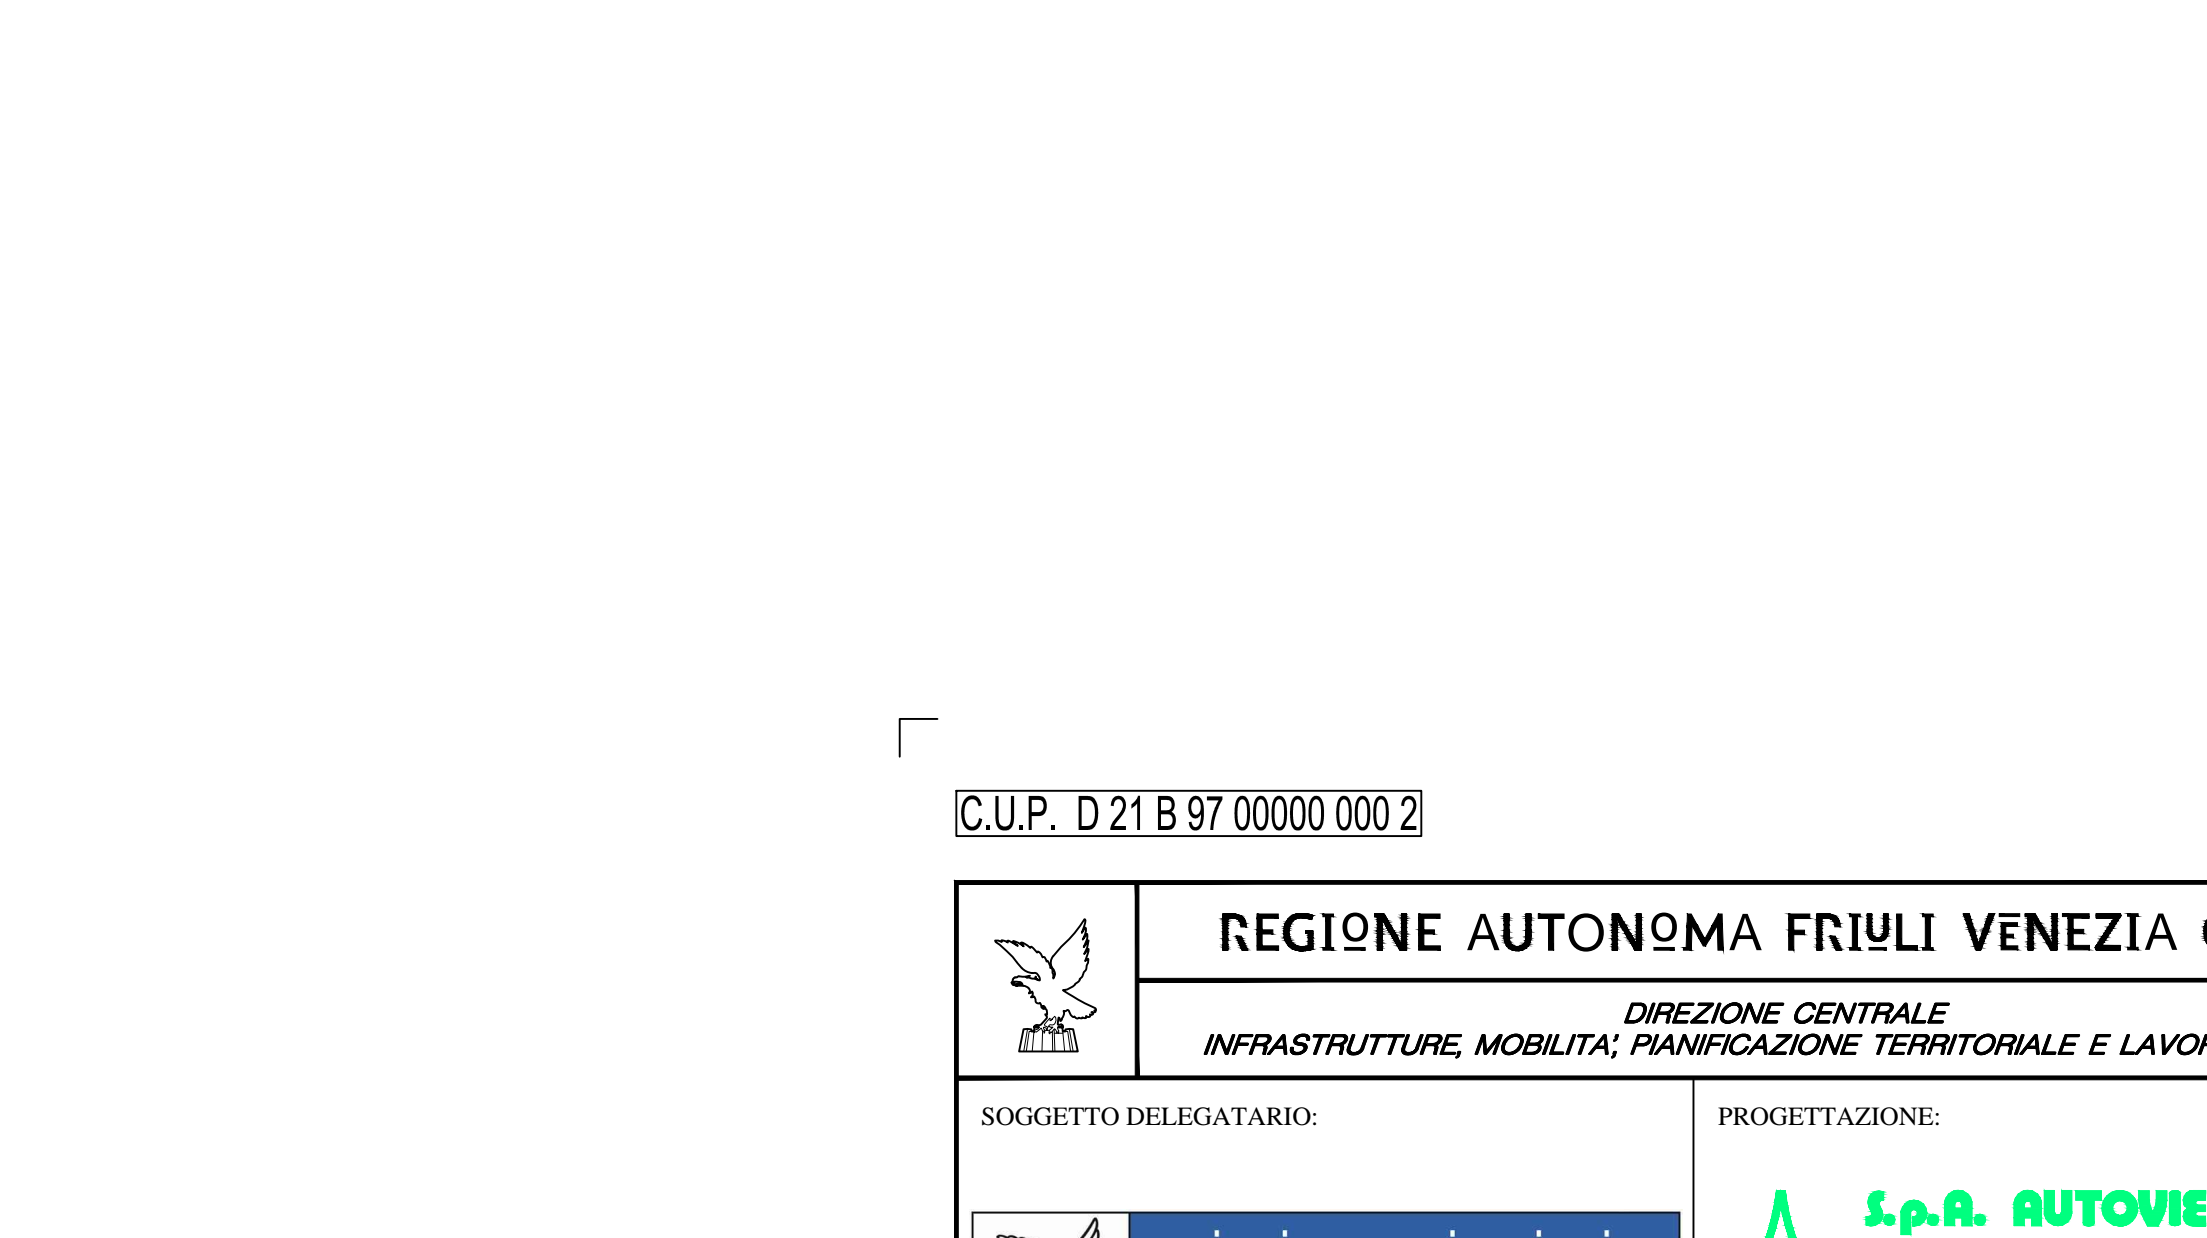 C.U.P. D 21 B 97 00000 000 2
REGIONE AUTONOMA FRIULI VENEZIA
DIREZIONE CENTRALE
INFRASTRUTTURE, MOBILITA', PIANIFICAZIONE TERRITORIALE E
SOGGETTO DELEGATARIO:
PROGETTAZIONE:
S.p.A.